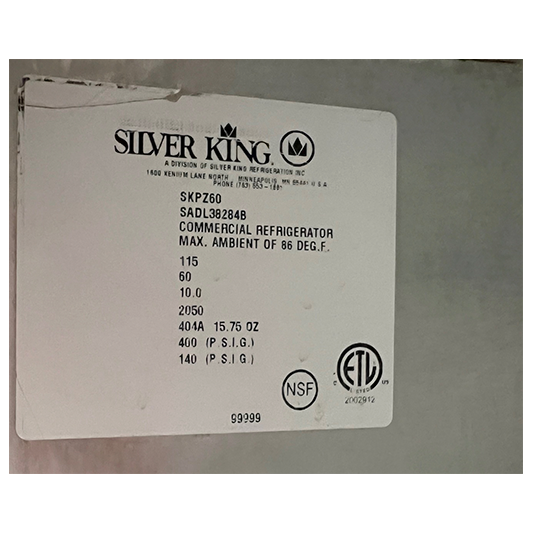 SILVER KING.
A DIVISION OF SILVER KING REFRIGERATION INC
1600 XENIUM LANE NORTH MINNEAPOLIS, MN 55441 U S A
PHONE (763) 553-1881
SKPZ60
SADL38284B
COMMERCIAL REFRIGERATOR
MAX. AMBIENT OF 86 DEG.F.
115
60
10.0
2050
404A 15.75 OZ
400 (P.S.I.G.)
140 (P.S.I.G.)
ETL
LISTED
2002912
NSF
99999